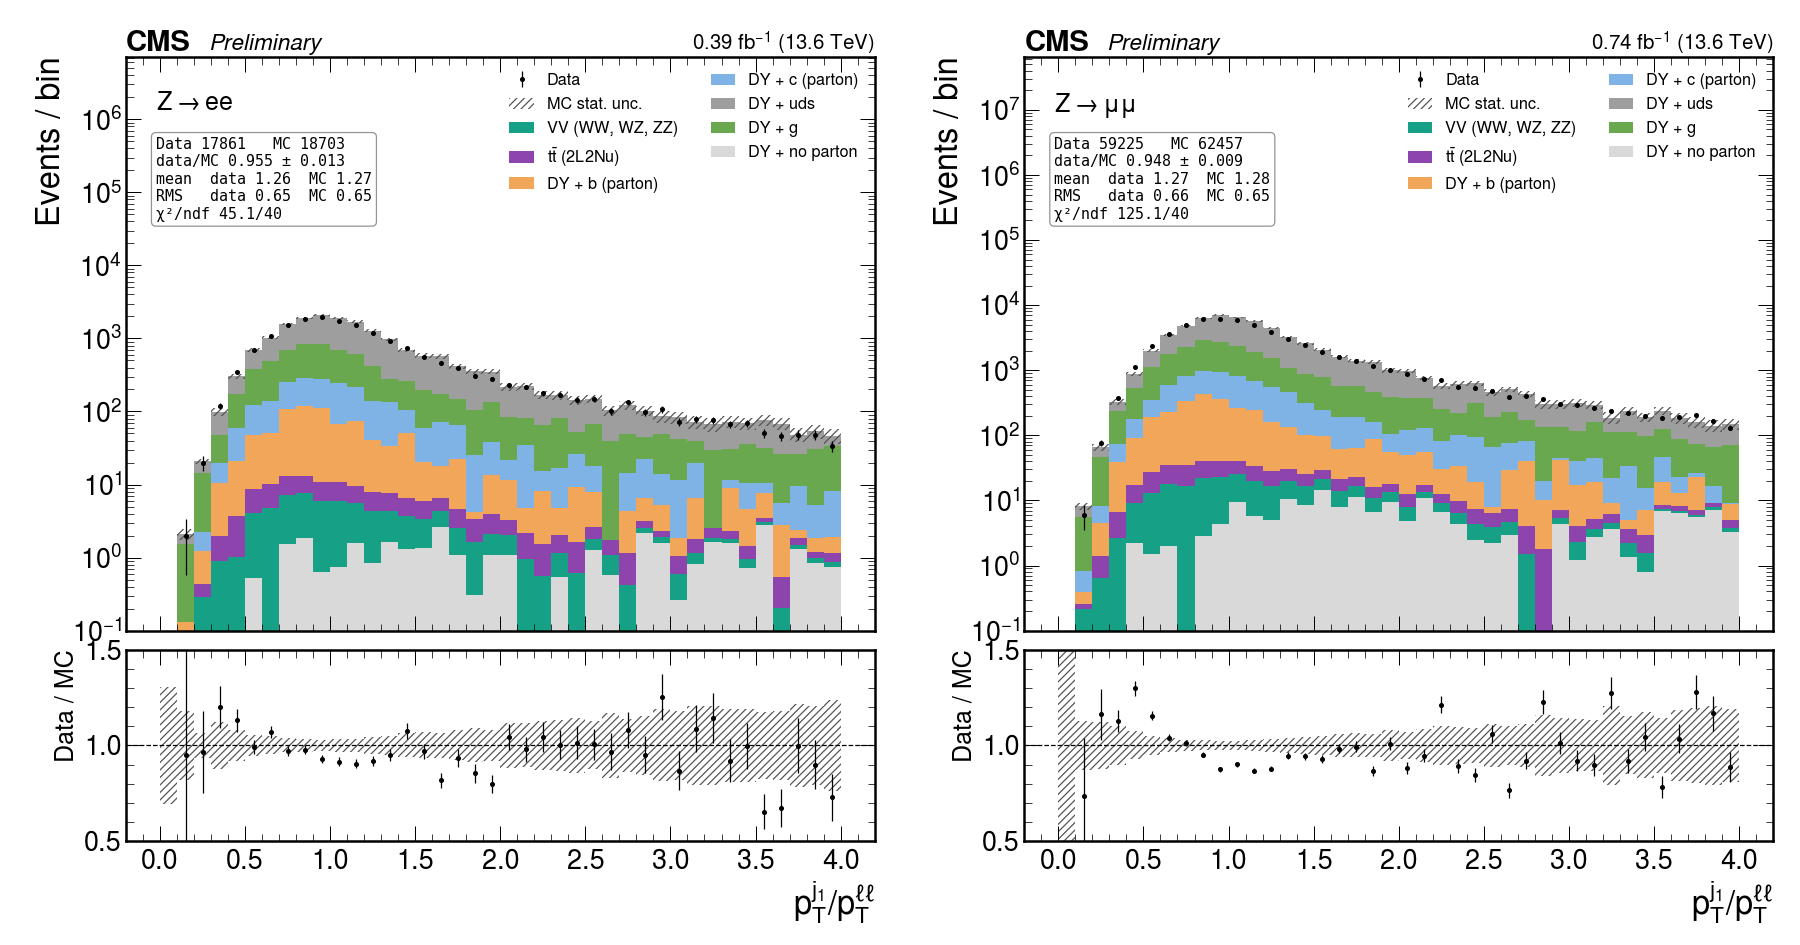 CMS Preliminary 0.39 fb⁻¹ (13.6 TeV)
Events / bin
Z → ee
Data 17861 MC 18703
data/MC 0.955 ± 0.013
mean data 1.26 MC 1.27
RMS data 0.65 MC 0.65
χ²/ndf 45.1/40
Data
MC stat. unc.
VV (WW, WZ, ZZ)
tt̄ (2L2Nu)
DY + b (parton)
DY + c (parton)
DY + uds
DY + g
DY + no parton
10⁶
10⁵
10⁴
10³
10²
10¹
10⁰
10⁻¹
Data / MC
1.5
1.0
0.5
0.0 0.5 1.0 1.5 2.0 2.5 3.0 3.5 4.0
p_T^{j₁}/p_T^{ℓℓ}
CMS Preliminary 0.74 fb⁻¹ (13.6 TeV)
Events / bin
Z → μμ
Data 59225 MC 62457
data/MC 0.948 ± 0.009
mean data 1.27 MC 1.28
RMS data 0.66 MC 0.65
χ²/ndf 125.1/40
Data
MC stat. unc.
VV (WW, WZ, ZZ)
tt̄ (2L2Nu)
DY + b (parton)
DY + c (parton)
DY + uds
DY + g
DY + no parton
10⁷
10⁶
10⁵
10⁴
10³
10²
10¹
10⁰
10⁻¹
Data / MC
1.5
1.0
0.5
0.0 0.5 1.0 1.5 2.0 2.5 3.0 3.5 4.0
p_T^{j₁}/p_T^{ℓℓ}